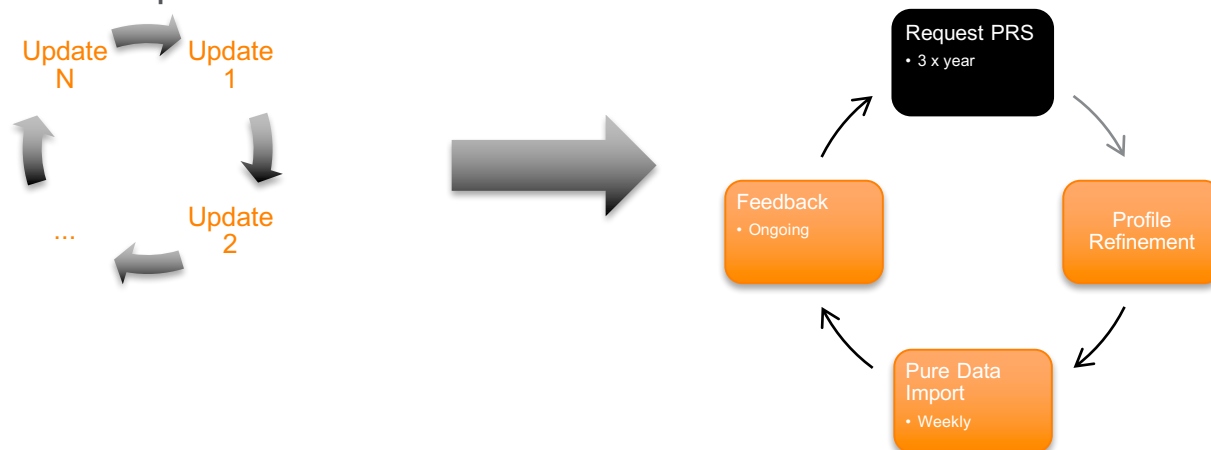 Update
N
Update
1
Update
2
...
Request PRS
• 3 x year
Profile
Refinement
Pure Data
Import
• Weekly
Feedback
• Ongoing